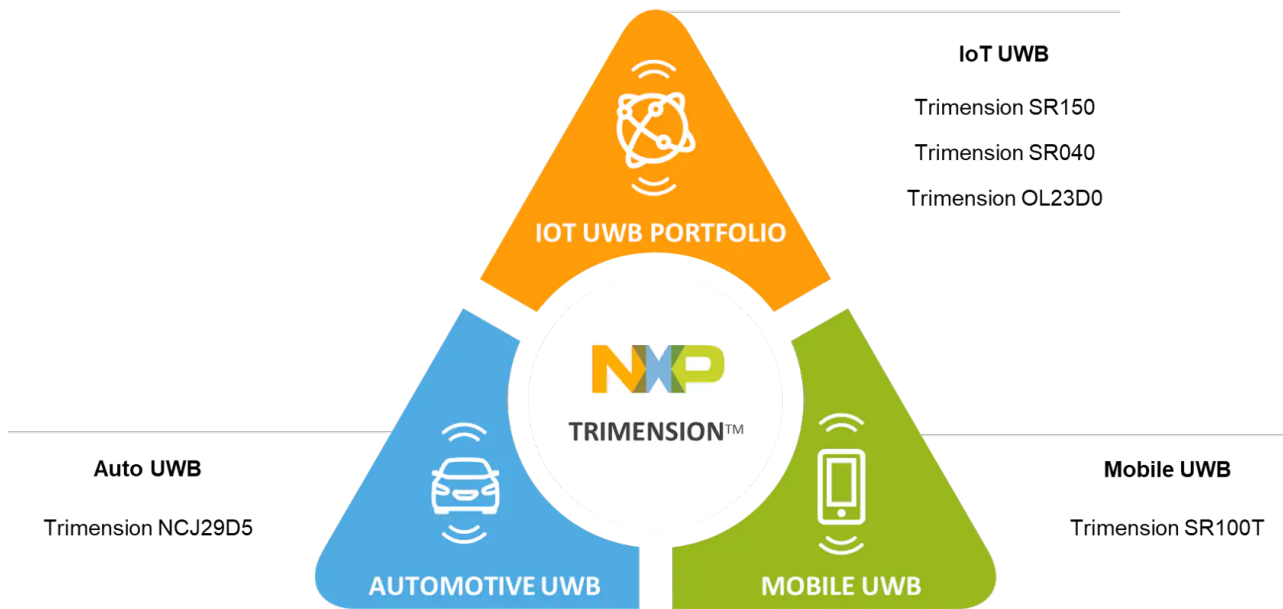 IoT UWB
Trimension SR150
Trimension SR040
Trimension OL23D0
IOT UWB PORTFOLIO
NXP
TRIMENSION™
Auto UWB
Trimension NCJ29D5
AUTOMOTIVE UWB
Mobile UWB
Trimension SR100T
MOBILE UWB